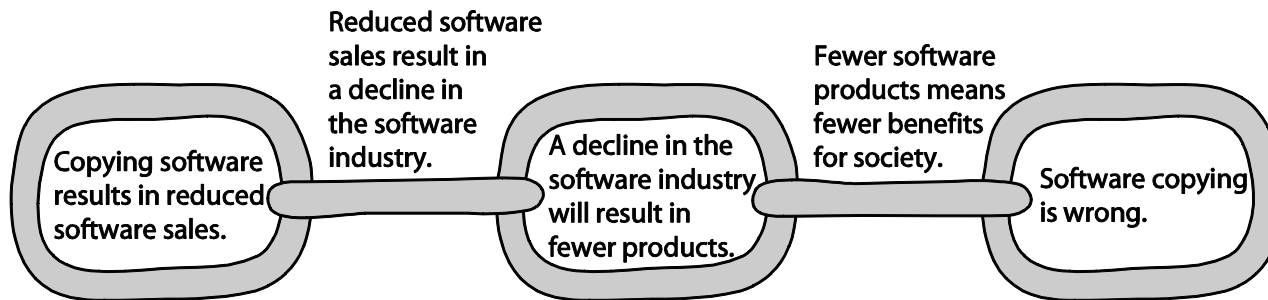 Copying software
results in reduced
software sales.
Reduced software
sales result in
a decline in
the software
industry.
A decline in the
software industry
will result in
fewer products.
Fewer software
products means
fewer benefits
for society.
Software copying
is wrong.